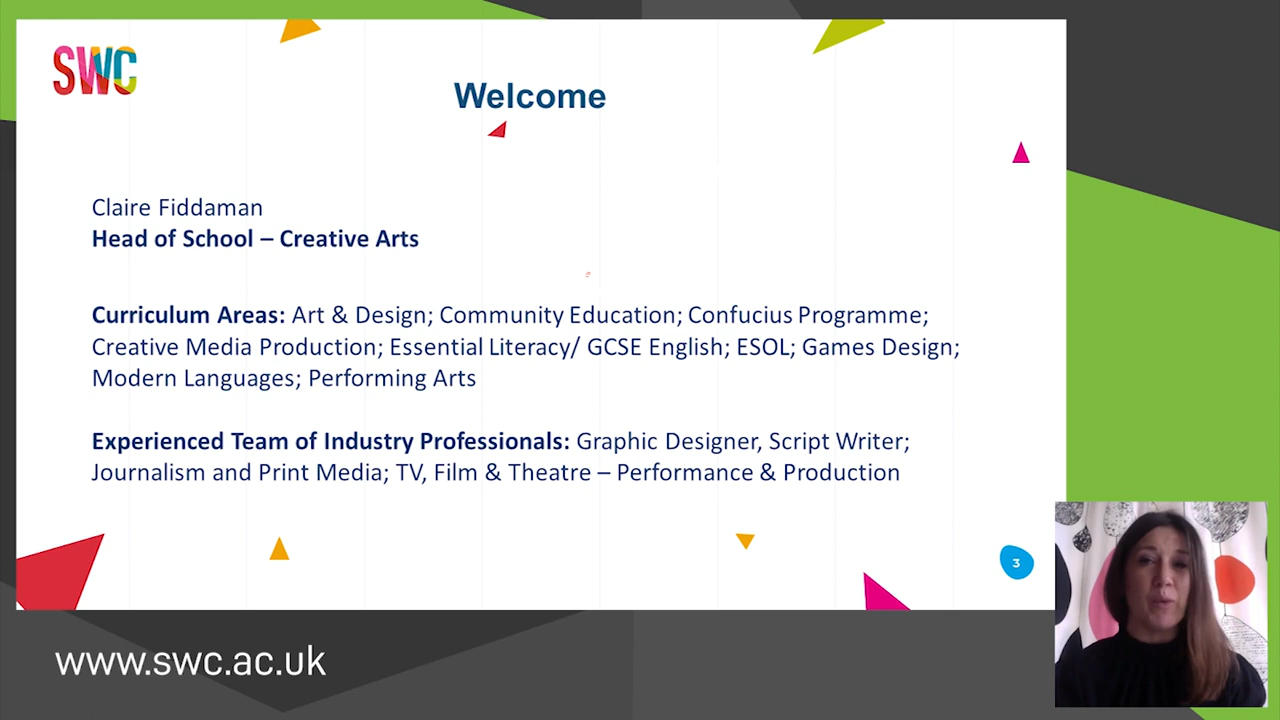 SWC
Welcome
Claire Fiddaman
Head of School – Creative Arts
Curriculum Areas: Art & Design; Community Education; Confucius Programme;
Creative Media Production; Essential Literacy/ GCSE English; ESOL; Games Design;
Modern Languages; Performing Arts
Experienced Team of Industry Professionals: Graphic Designer, Script Writer;
Journalism and Print Media; TV, Film & Theatre – Performance & Production
3
www.swc.ac.uk